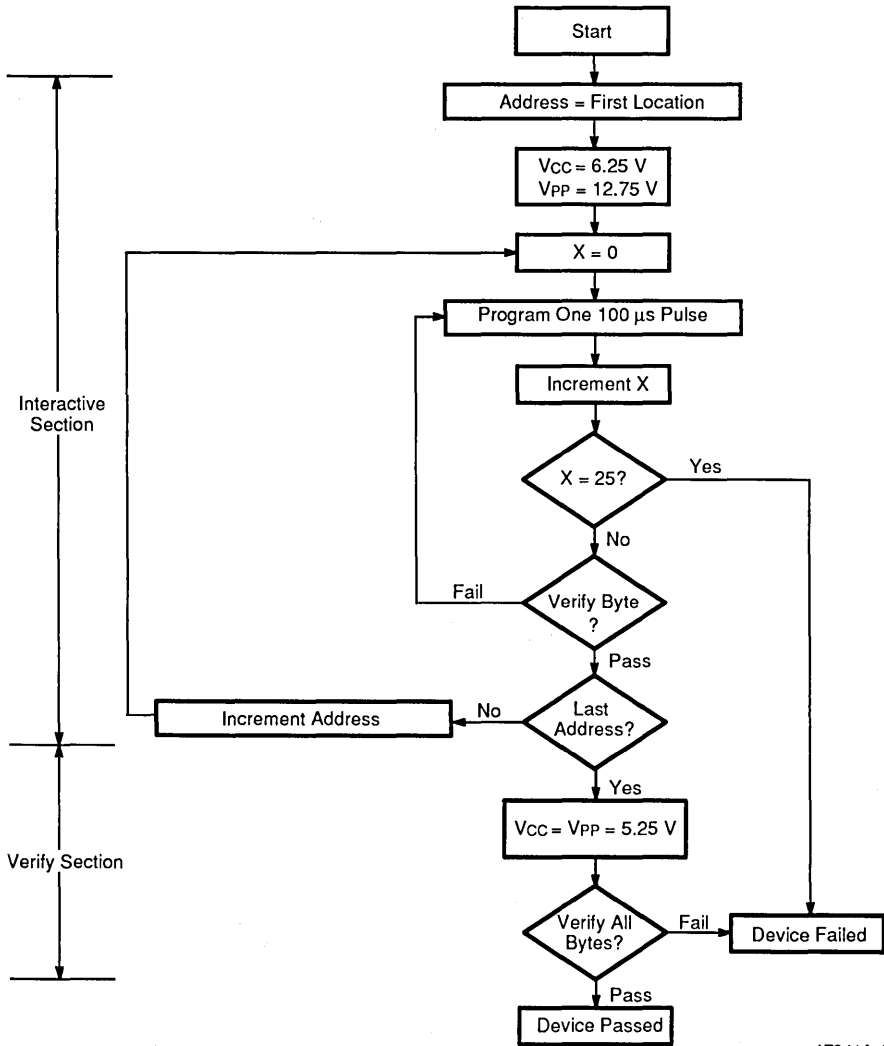 Start
Address = First Location
VCC = 6.25 V
VPP = 12.75 V
X = 0
Program One 100 μs Pulse
Increment X
Interactive
Section
X = 25?
Yes
No
Fail
Verify Byte
?
Pass
Increment Address
No
Last
Address?
Yes
VCC = VPP = 5.25 V
Verify Section
Verify All
Bytes?
Fail
Device Failed
Pass
Device Passed